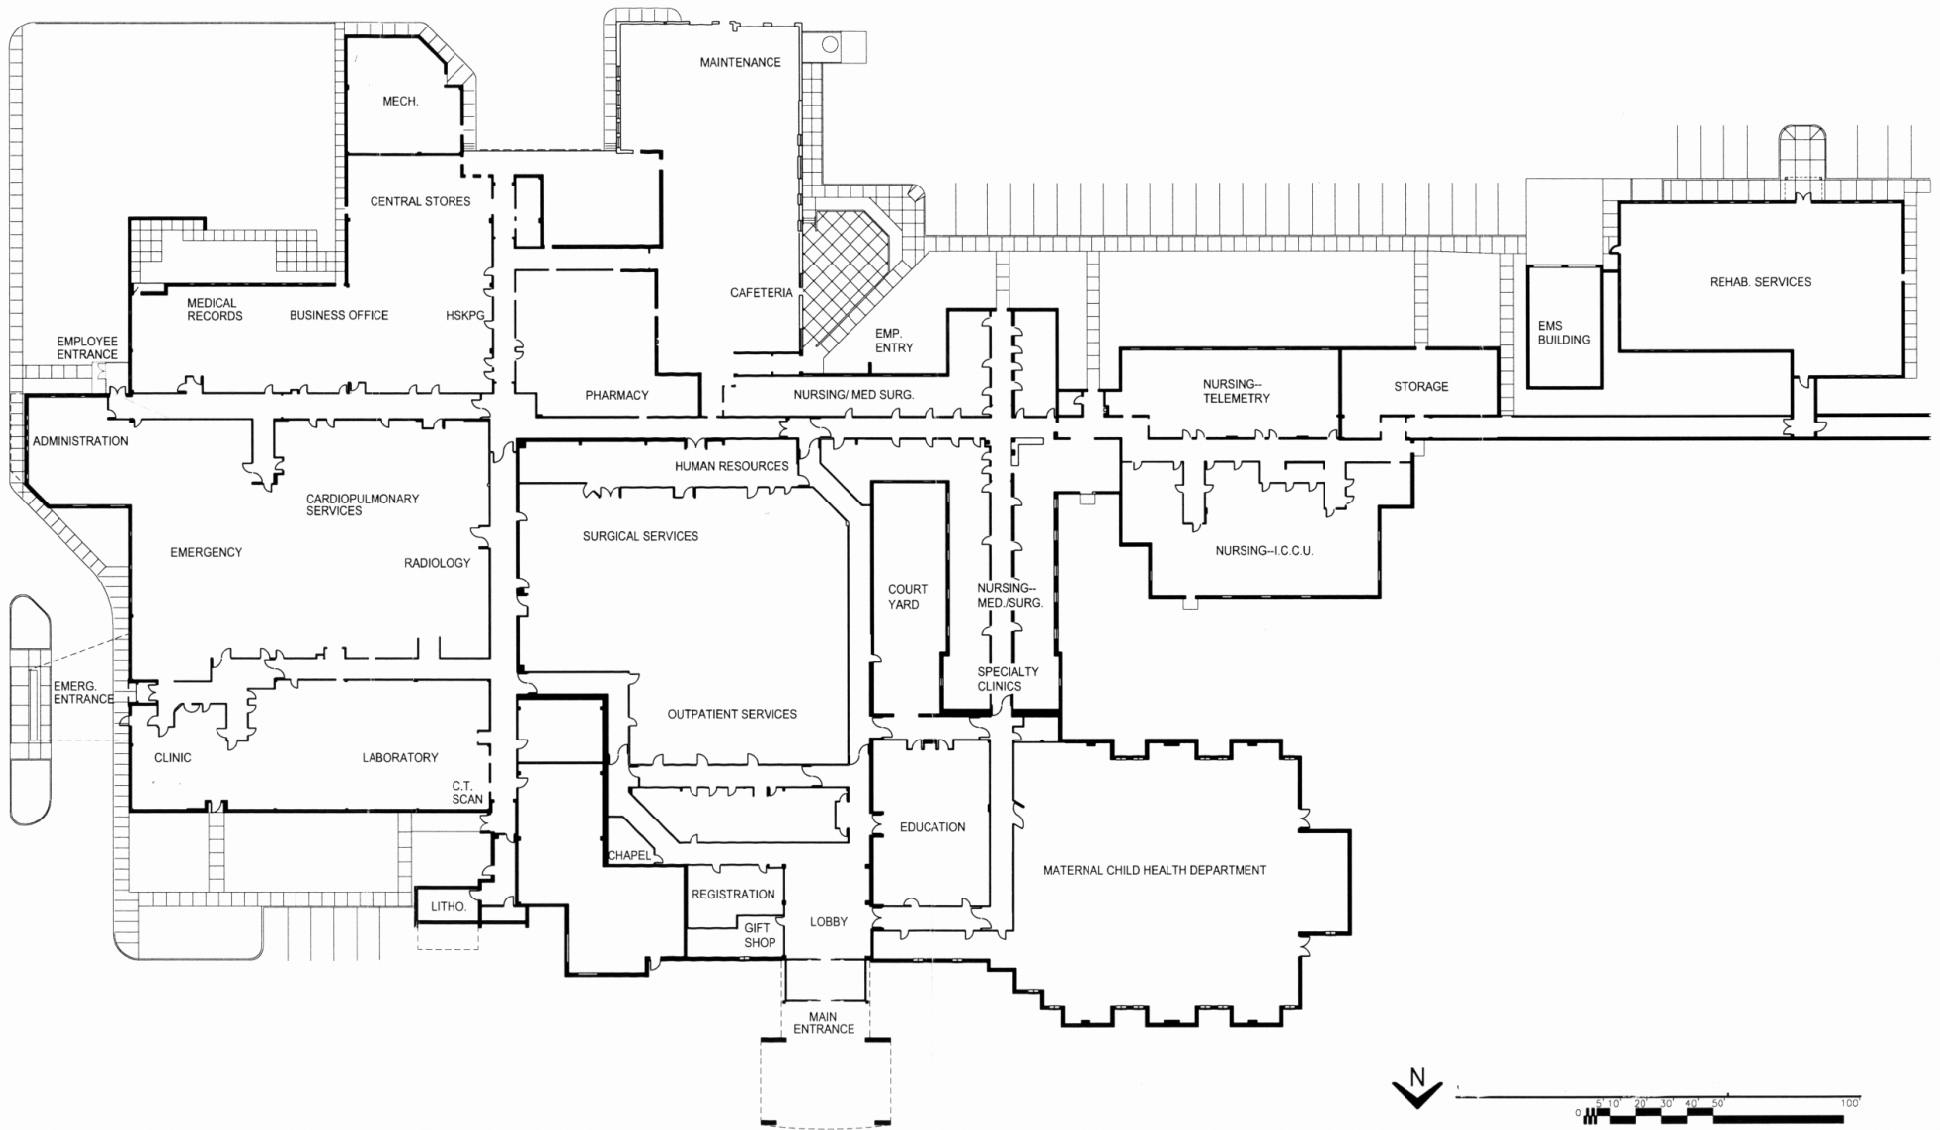 MAINTENANCE
MECH.
CENTRAL STORES
REHAB. SERVICES
CAFETERIA
MEDICAL
RECORDS
BUSINESS OFFICE
HSKPG
EMP.
ENTRY
EMS
BUILDING
EMPLOYEE
ENTRANCE
PHARMACY
NURSING/ MED SURG.
NURSING--
TELEMETRY
STORAGE
ADMINISTRATION
HUMAN RESOURCES
CARDIOPULMONARY
SERVICES
SURGICAL SERVICES
EMERGENCY
RADIOLOGY
NURSING--I.C.C.U.
COURT
YARD
NURSING--
MED./SURG.
SPECIALTY
CLINICS
EMERG.
ENTRANCE
OUTPATIENT SERVICES
CLINIC
LABORATORY
C.T.
SCAN
EDUCATION
CHAPEL
MATERNAL CHILD HEALTH DEPARTMENT
REGISTRATION
LITHO.
LOBBY
GIFT
SHOP
MAIN
ENTRANCE
N
0 5' 10' 20' 30' 40' 50' 100'